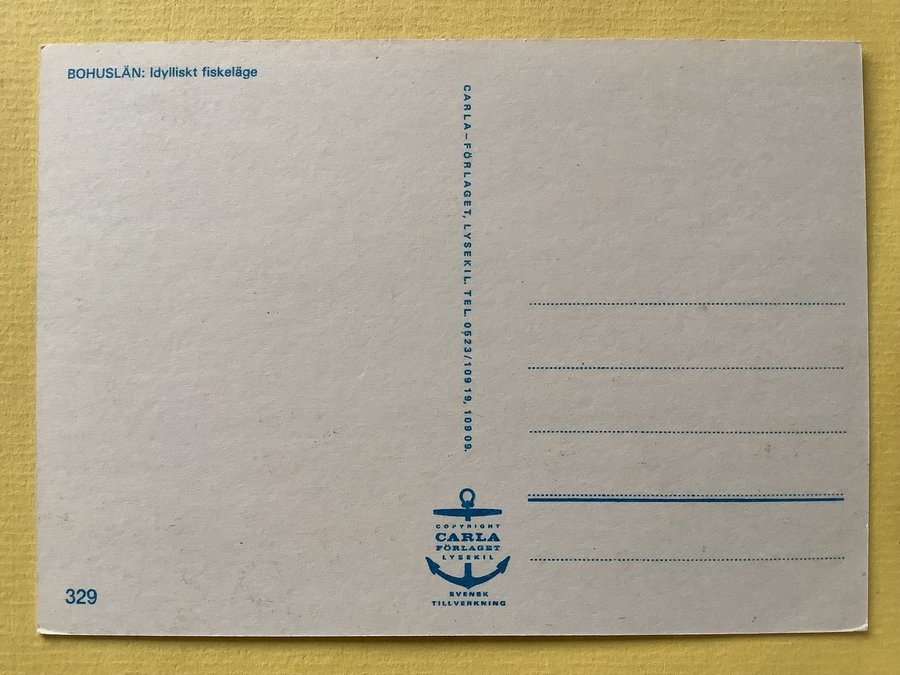 BOHUSLÄN: Idylliskt fiskeläge
CARLA–FÖRLAGET, LYSEKIL. TEL. 0523/109 19, 109 09.
COPYRIGHT
CARLA
FÖRLAGET
LYSEKIL
SVENSK
TILLVERKNING
329